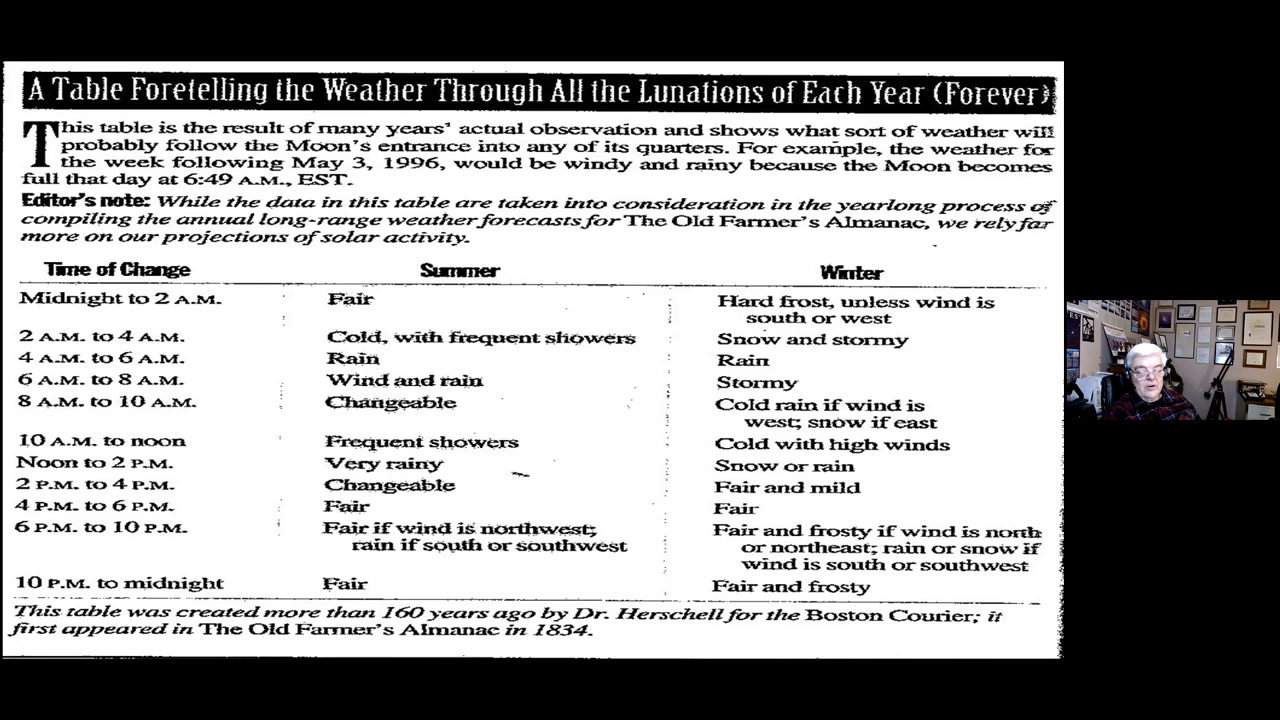 A Table Foretelling the Weather Through All the Lunations of Each Year (Forever)
This table is the result of many years' actual observation and shows what sort of weather will
probably follow the Moon's entrance into any of its quarters. For example, the weather for
the week following May 3, 1996, would be windy and rainy because the Moon becomes
full that day at 6:49 A.M., EST.
Editor's note: While the data in this table are taken into consideration in the yearlong process of
compiling the annual long-range weather forecasts for The Old Farmer's Almanac, we rely far
more on our projections of solar activity.
Time of Change Summer Winter
Midnight to 2 A.M. Fair Hard frost, unless wind is
south or west
2 A.M. to 4 A.M. Cold, with frequent showers Snow and stormy
4 A.M. to 6 A.M. Rain Rain
6 A.M. to 8 A.M. Wind and rain Stormy
8 A.M. to 10 A.M. Changeable Cold rain if wind is
west; snow if east
10 A.M. to noon Frequent showers Cold with high winds
Noon to 2 P.M. Very rainy Snow or rain
2 P.M. to 4 P.M. Changeable Fair and mild
4 P.M. to 6 P.M. Fair Fair
6 P.M. to 10 P.M. Fair if wind is northwest; Fair and frosty if wind is north
rain if south or southwest or northeast; rain or snow if
wind is south or southwest
10 P.M. to midnight Fair Fair and frosty
This table was created more than 160 years ago by Dr. Herschell for the Boston Courier; it
first appeared in The Old Farmer's Almanac in 1834.